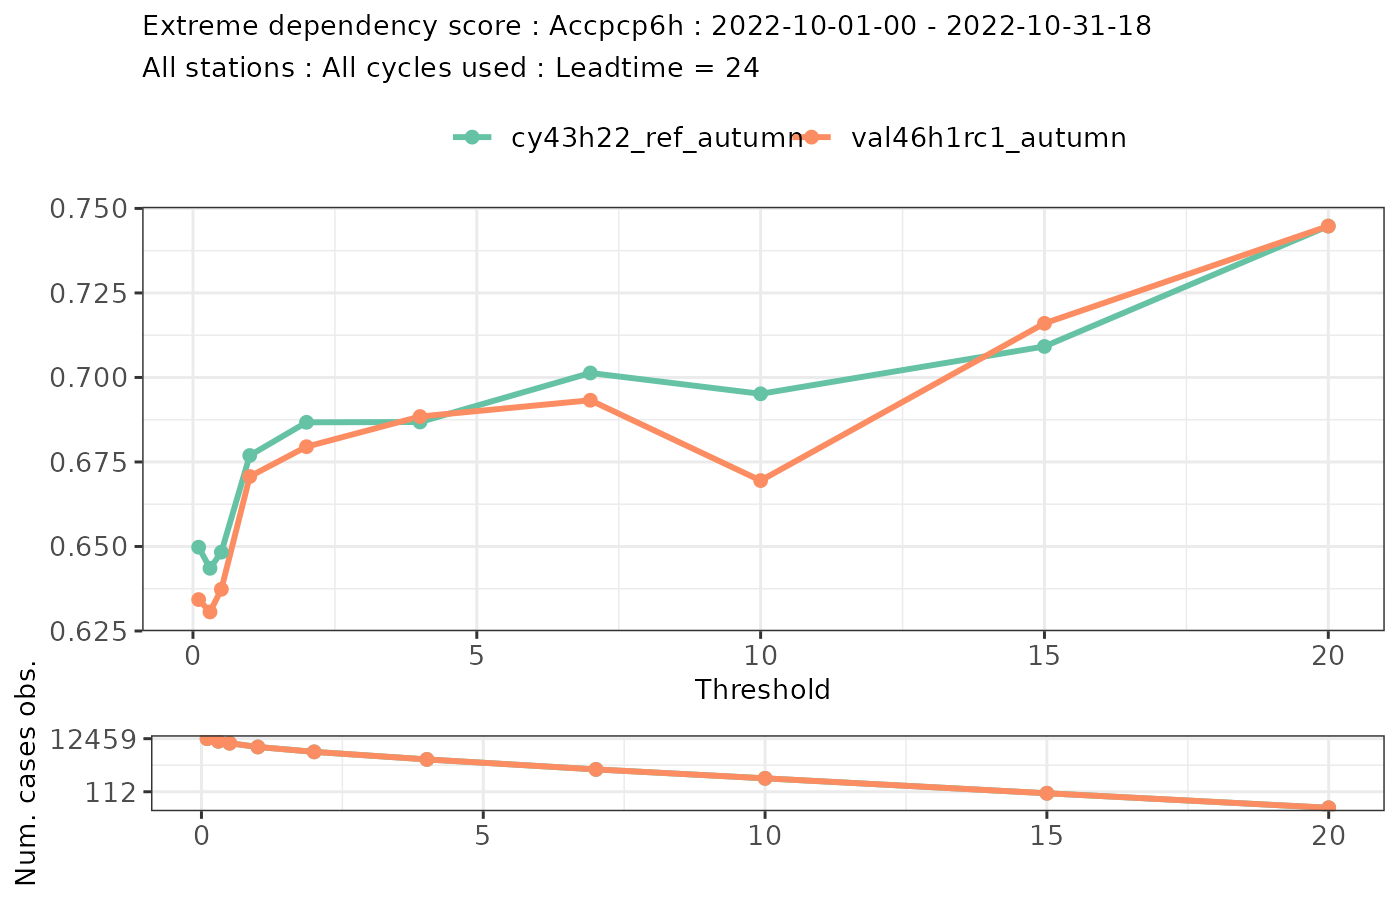 Extreme dependency score : Accpcp6h : 2022-10-01-00 - 2022-10-31-18
All stations : All cycles used : Leadtime = 24
cy43h22_ref_autumn val46h1rc1_autumn
0.750
0.725
0.700
0.675
0.650
0.625
0 5 10 15 20
Threshold
Num. cases obs.
12459
112
0 5 10 15 20